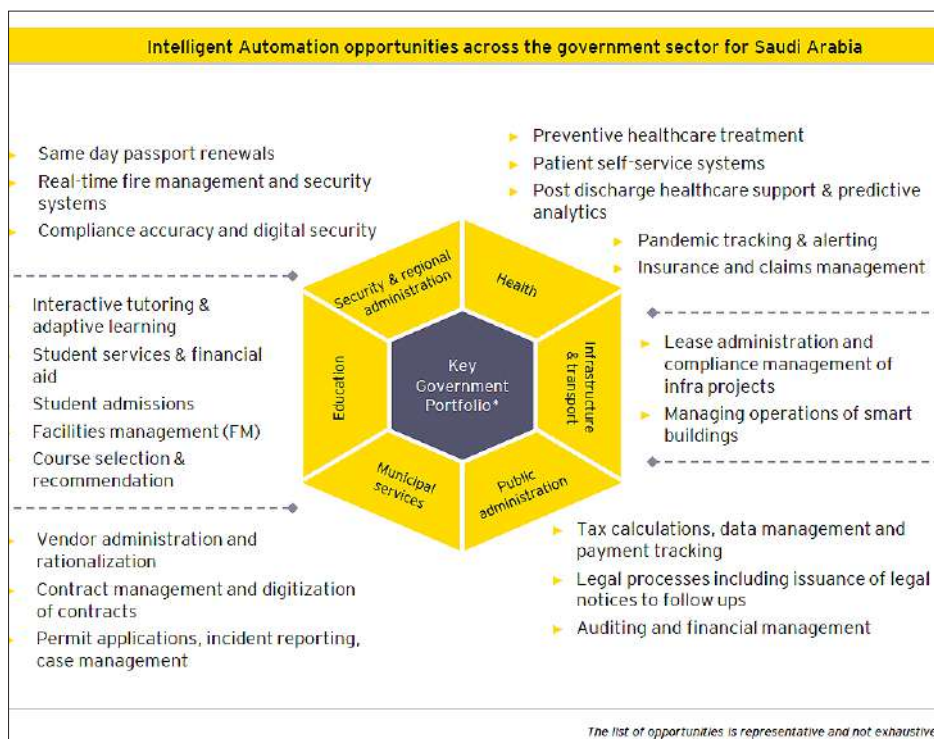 Intelligent Automation opportunities across the government sector for Saudi Arabia
Same day passport renewals
Real-time fire management and security
systems
Compliance accuracy and digital security
Preventive healthcare treatment
Patient self-service systems
Post discharge healthcare support & predictive
analytics
Pandemic tracking & alerting
Insurance and claims management
Interactive tutoring &
adaptive learning
Student services & financial
aid
Student admissions
Facilities management (FM)
Course selection &
recommendation
Security & regional
administration
Health
Education
Key
Government
Portfolio*
Infrastructure
& transport
Municipal
services
Public
administration
Lease administration and
compliance management of
infra projects
Managing operations of smart
buildings
Vendor administration and
rationalization
Contract management and digitization
of contracts
Permit applications, incident reporting,
case management
Tax calculations, data management and
payment tracking
Legal processes including issuance of legal
notices to follow ups
Auditing and financial management
The list of opportunities is representative and not exhaustive